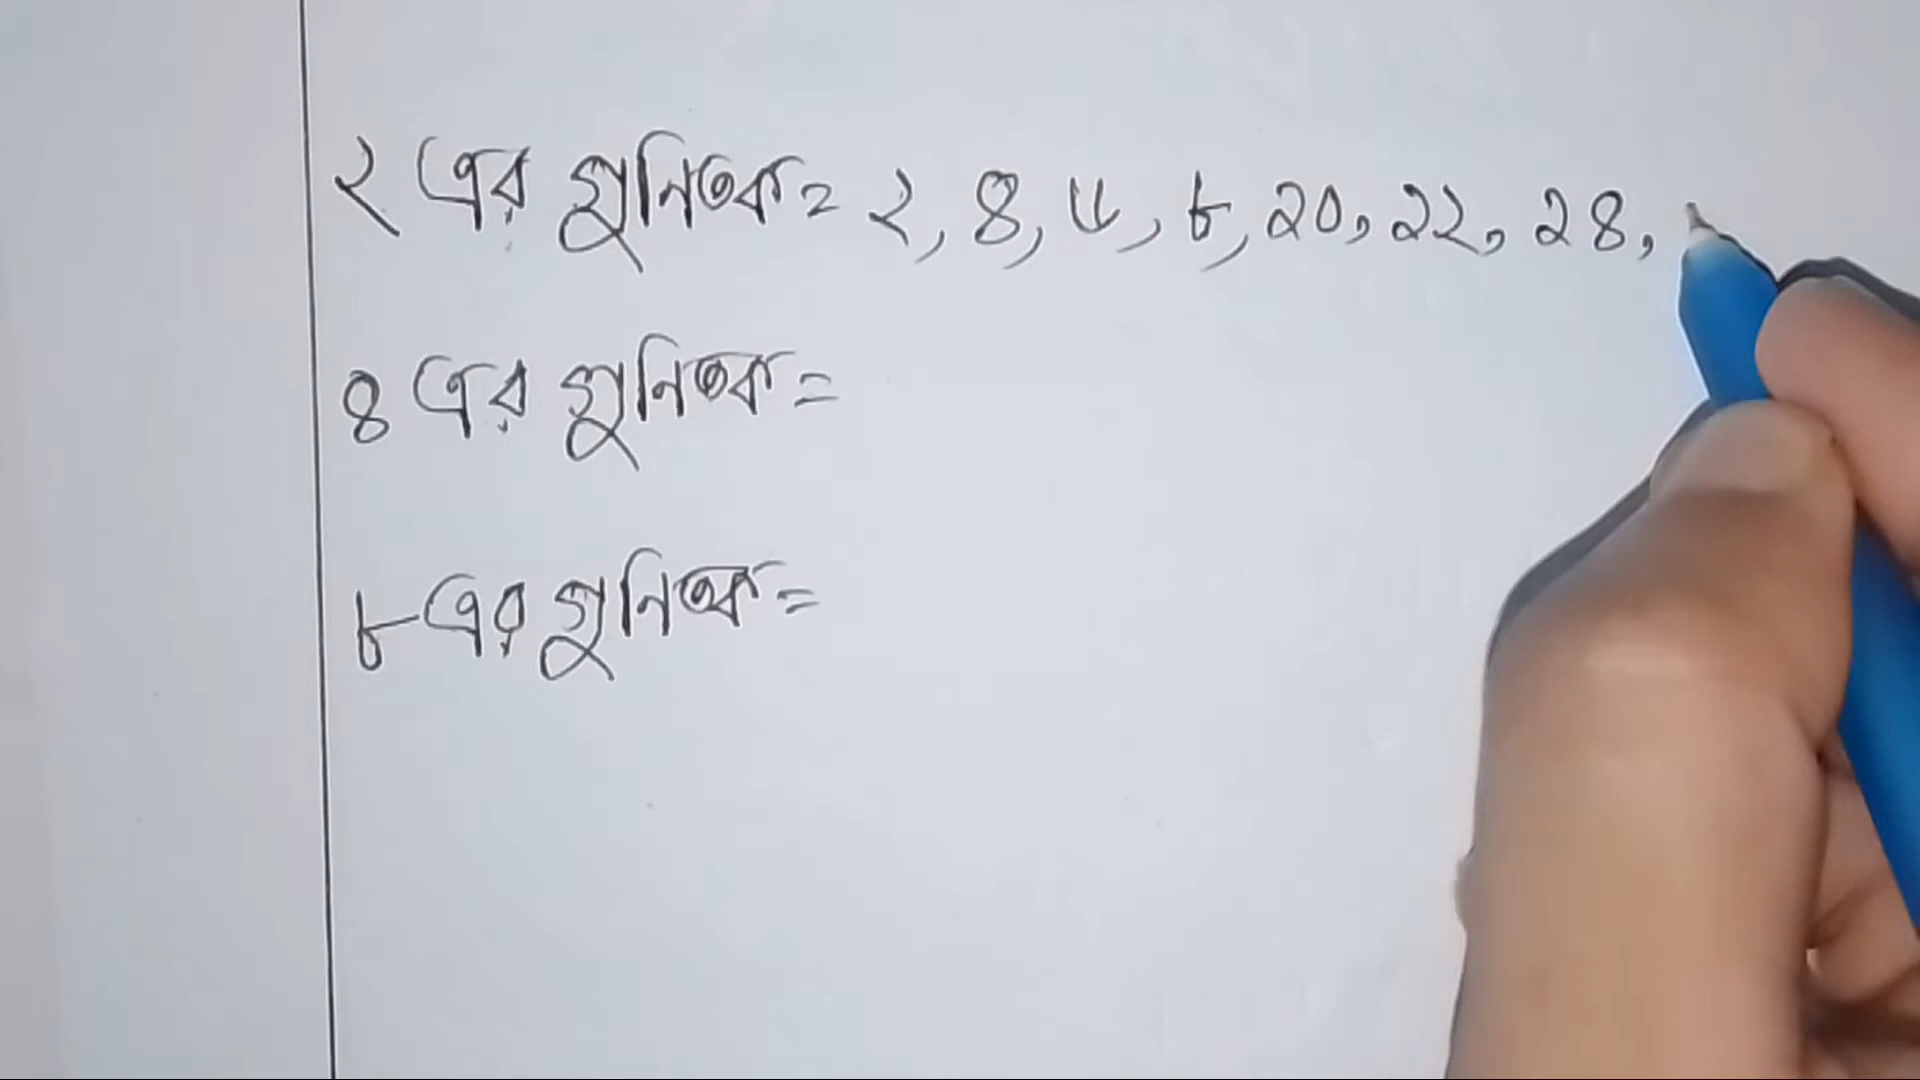 ২ এর গুনিতক= ২, ৪, ৬, ৮, ১০, ১২, ১৪,
৪ এর গুনিতক=
৮ এর গুনিতক=